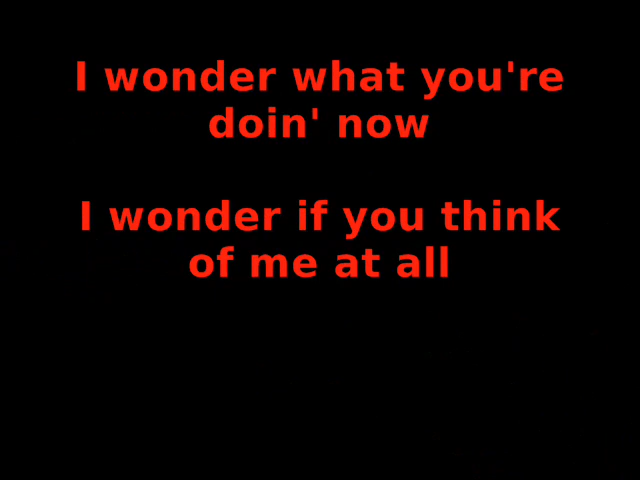 I wonder what you're
doin' now
I wonder if you think
of me at all